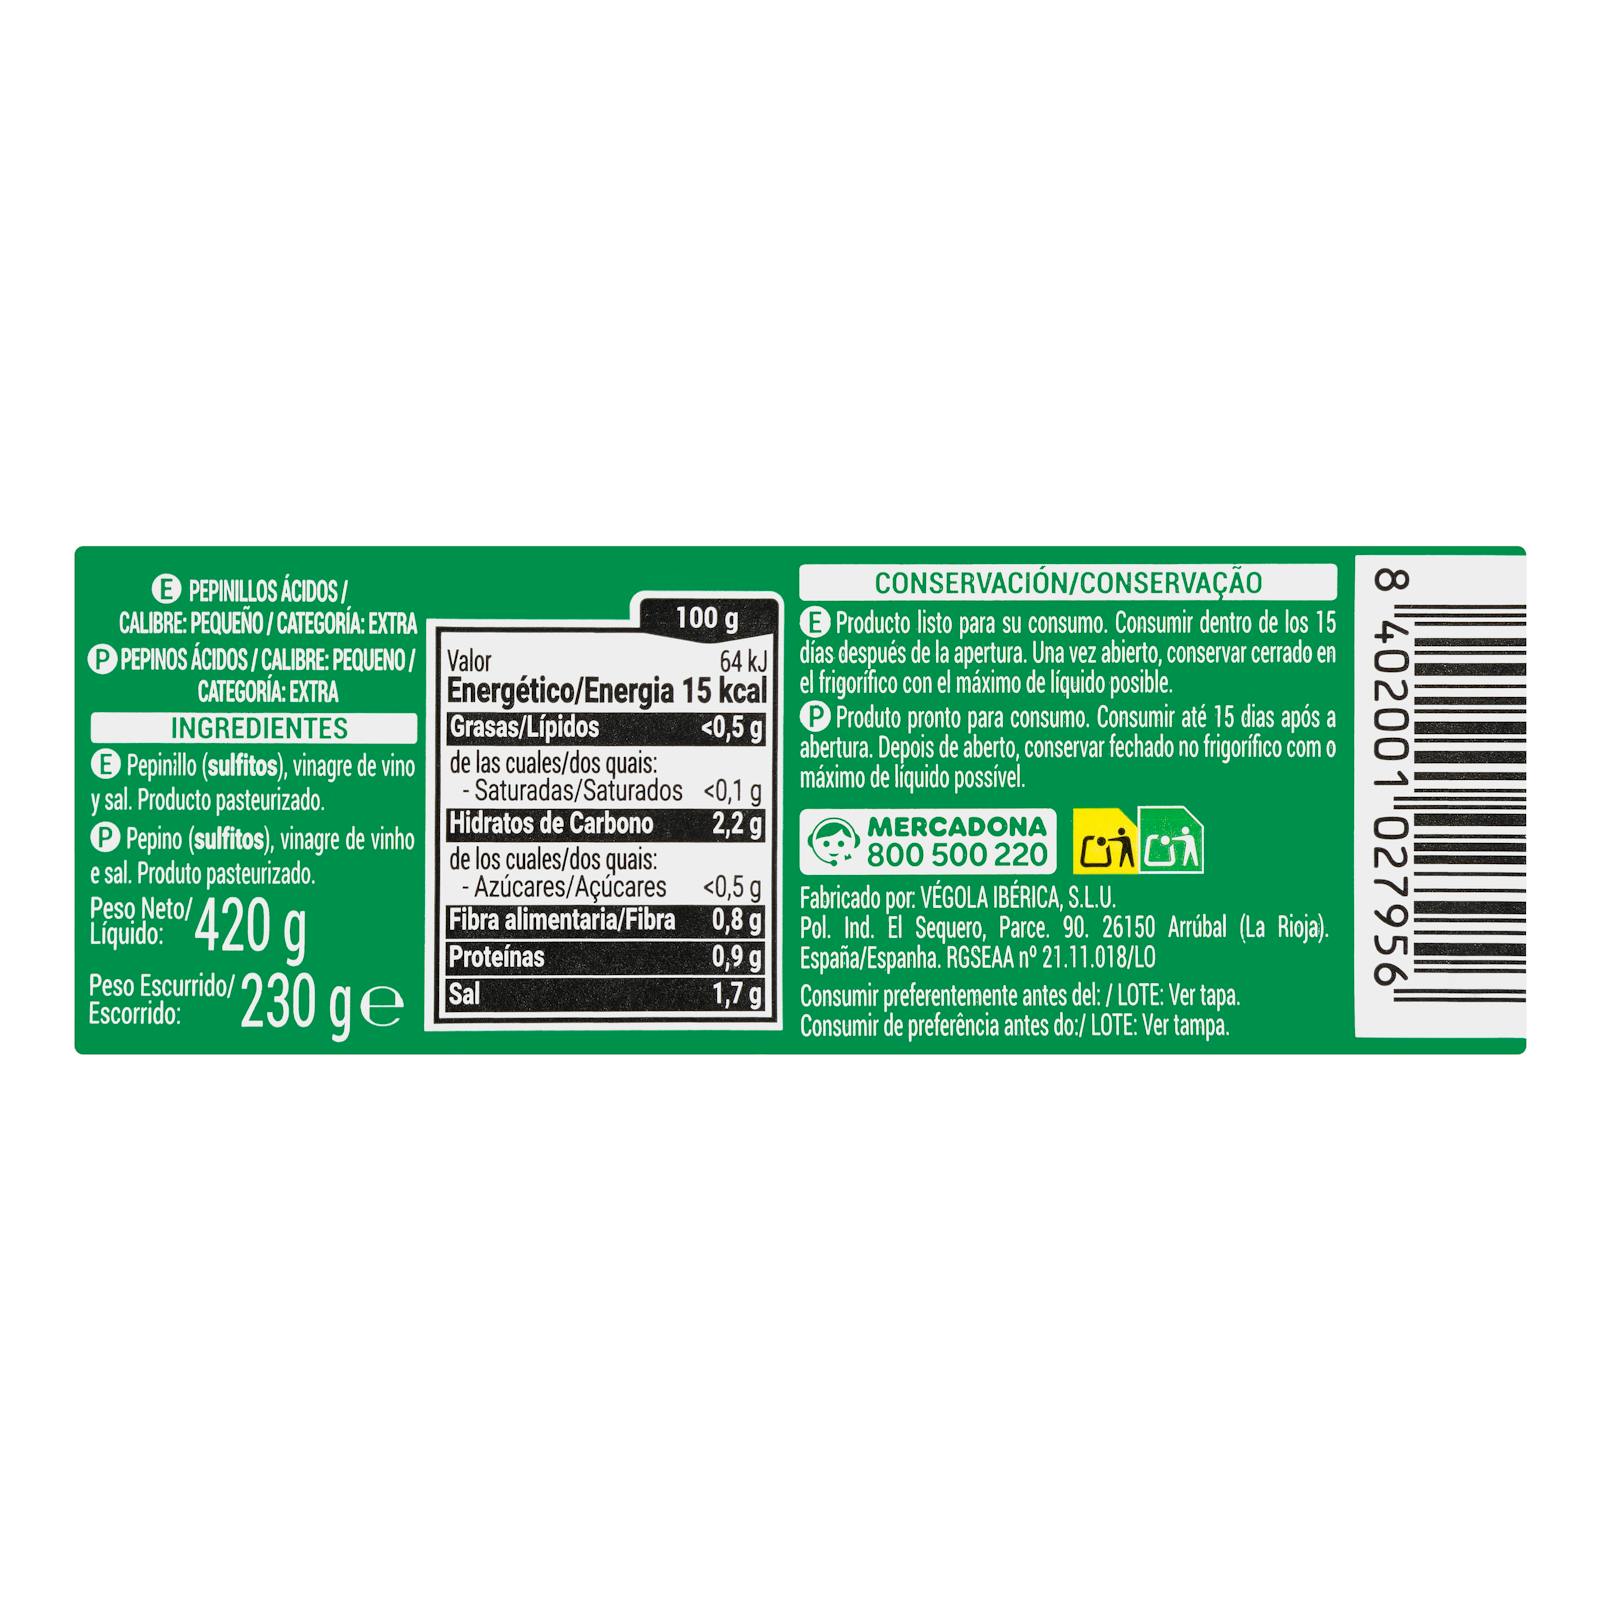 E PEPINILLOS ÁCIDOS /
CALIBRE: PEQUEÑO / CATEGORÍA: EXTRA
P PEPINOS ÁCIDOS / CALIBRE: PEQUENO /
CATEGORÍA: EXTRA
INGREDIENTES
E Pepinillo (sulfitos), vinagre de vino
y sal. Producto pasteurizado.
P Pepino (sulfitos), vinagre de vinho
e sal. Produto pasteurizado.
Peso Neto/
Líquido: 420 g
Peso Escurrido/
Escorrido: 230 g e
100 g
Valor 64 kJ
Energético/Energia 15 kcal
Grasas/Lípidos <0,5 g
de las cuales/dos quais:
- Saturadas/Saturados <0,1 g
Hidratos de Carbono 2,2 g
de los cuales/dos quais:
- Azúcares/Açúcares <0,5 g
Fibra alimentaria/Fibra 0,8 g
Proteínas 0,9 g
Sal 1,7 g
CONSERVACIÓN/CONSERVAÇÃO
E Producto listo para su consumo. Consumir dentro de los 15
días después de la apertura. Una vez abierto, conservar cerrado en
el frigorífico con el máximo de líquido posible.
P Produto pronto para consumo. Consumir até 15 dias após a
abertura. Depois de aberto, conservar fechado no frigorífico com o
máximo de líquido possível.
MERCADONA
800 500 220
Fabricado por: VÉGOLA IBÉRICA, S.L.U.
Pol. Ind. El Sequero, Parce. 90. 26150 Arrúbal (La Rioja).
España/Espanha. RGSEAA nº 21.11.018/LO
Consumir preferentemente antes del: / LOTE: Ver tapa.
Consumir de preferência antes do:/ LOTE: Ver tampa.
8 402001 027956